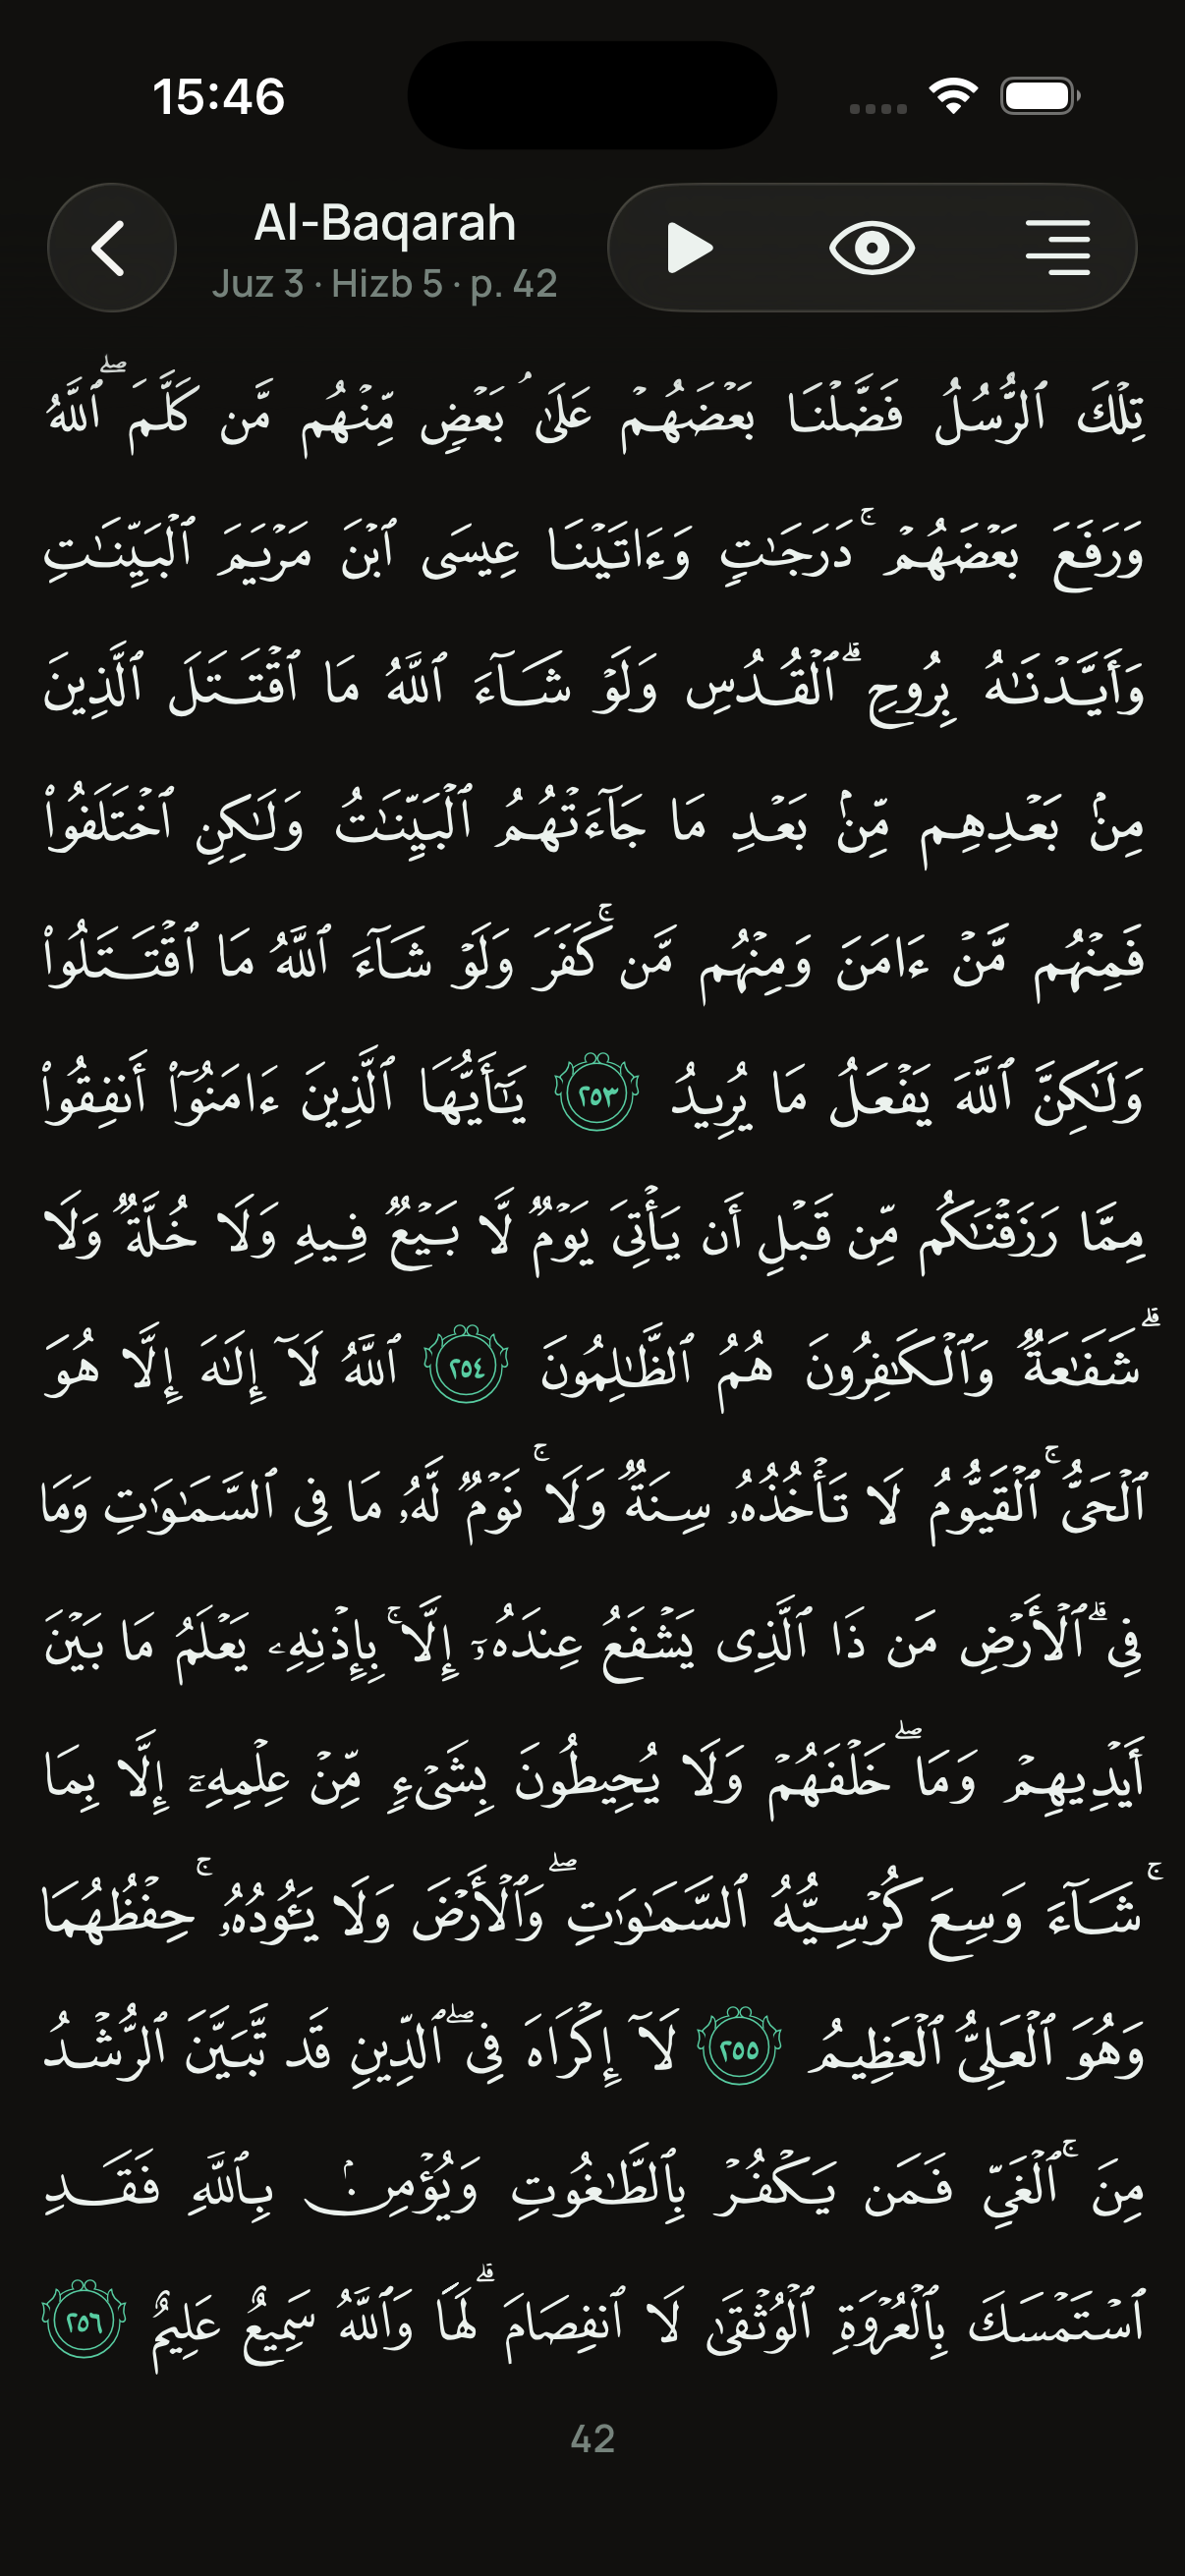 15:46
Al-Baqarah
Juz 3 · Hizb 5 · p. 42
تِلۡكَ ٱلرُّسُلُ فَضَّلۡنَا بَعۡضَهُمۡ عَلَىٰ بَعۡضٖۘ مِّنۡهُم مَّن كَلَّمَ ٱللَّهُۖ
وَرَفَعَ بَعۡضَهُمۡ دَرَجَٰتٖۚ وَءَاتَيۡنَا عِيسَى ٱبۡنَ مَرۡيَمَ ٱلۡبَيِّنَٰتِ
وَأَيَّدۡنَٰهُ بِرُوحِ ٱلۡقُدُسِۗ وَلَوۡ شَآءَ ٱللَّهُ مَا ٱقۡتَتَلَ ٱلَّذِينَ
مِنۢ بَعۡدِهِم مِّنۢ بَعۡدِ مَا جَآءَتۡهُمُ ٱلۡبَيِّنَٰتُ وَلَٰكِنِ ٱخۡتَلَفُواْ
فَمِنۡهُم مَّنۡ ءَامَنَ وَمِنۡهُم مَّن كَفَرَۚ وَلَوۡ شَآءَ ٱللَّهُ مَا ٱقۡتَتَلُواْ
وَلَٰكِنَّ ٱللَّهَ يَفۡعَلُ مَا يُرِيدُ ٢٥٣ يَٰٓأَيُّهَا ٱلَّذِينَ ءَامَنُوٓاْ أَنفِقُواْ
مِمَّا رَزَقۡنَٰكُم مِّن قَبۡلِ أَن يَأۡتِيَ يَوۡمٞ لَّا بَيۡعٞ فِيهِ وَلَا خُلَّةٞ وَلَا
شَفَٰعَةٞۗ وَٱلۡكَٰفِرُونَ هُمُ ٱلظَّٰلِمُونَ ٢٥٤ ٱللَّهُ لَآ إِلَٰهَ إِلَّا هُوَ
ٱلۡحَيُّ ٱلۡقَيُّومُۚ لَا تَأۡخُذُهُۥ سِنَةٞ وَلَا نَوۡمٞۚ لَّهُۥ مَا فِي ٱلسَّمَٰوَٰتِ وَمَا
فِي ٱلۡأَرۡضِۗ مَن ذَا ٱلَّذِي يَشۡفَعُ عِندَهُۥٓ إِلَّا بِإِذۡنِهِۦۚ يَعۡلَمُ مَا بَيۡنَ
أَيۡدِيهِمۡ وَمَا خَلۡفَهُمۡۖ وَلَا يُحِيطُونَ بِشَيۡءٖ مِّنۡ عِلۡمِهِۦٓ إِلَّا بِمَا
شَآءَۚ وَسِعَ كُرۡسِيُّهُ ٱلسَّمَٰوَٰتِ وَٱلۡأَرۡضَۖ وَلَا يَـُٔودُهُۥ حِفۡظُهُمَاۚ
وَهُوَ ٱلۡعَلِيُّ ٱلۡعَظِيمُ ٢٥٥ لَآ إِكۡرَاهَ فِي ٱلدِّينِۖ قَد تَّبَيَّنَ ٱلرُّشۡدُ
مِنَ ٱلۡغَيِّۚ فَمَن يَكۡفُرۡ بِٱلطَّٰغُوتِ وَيُؤۡمِنۢ بِٱللَّهِ فَقَدِ
ٱسۡتَمۡسَكَ بِٱلۡعُرۡوَةِ ٱلۡوُثۡقَىٰ لَا ٱنفِصَامَ لَهَاۗ وَٱللَّهُ سَمِيعٌ عَلِيمٌ ٢٥٦
42